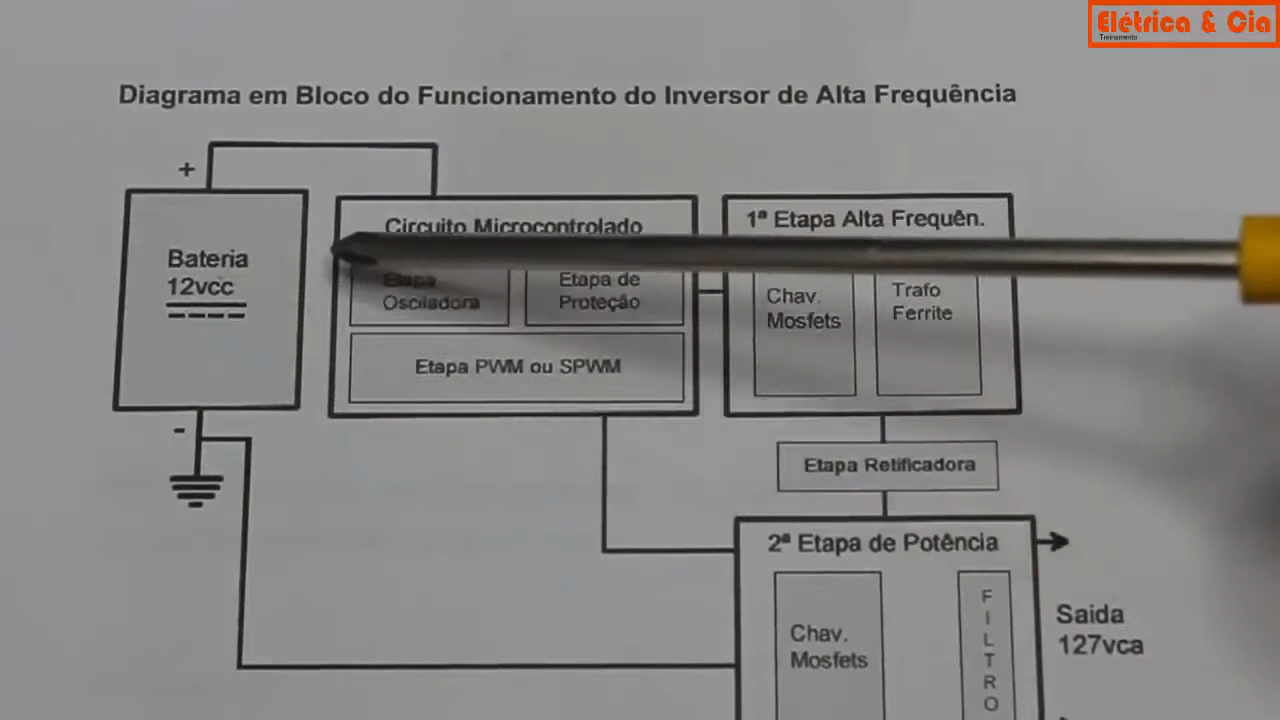 Elétrica & Cia
Treinamento
Diagrama em Bloco do Funcionamento do Inversor de Alta Frequência
+
Bateria
12vcc
-
Circuito Microcontrolado
Etapa
Osciladora
Etapa de
Proteção
Etapa PWM ou SPWM
1ª Etapa Alta Frequên.
Chav.
Mosfets
Trafo
Ferrite
Etapa Retificadora
2ª Etapa de Potência
Chav.
Mosfets
F
I
L
T
R
O
Saida
127vca